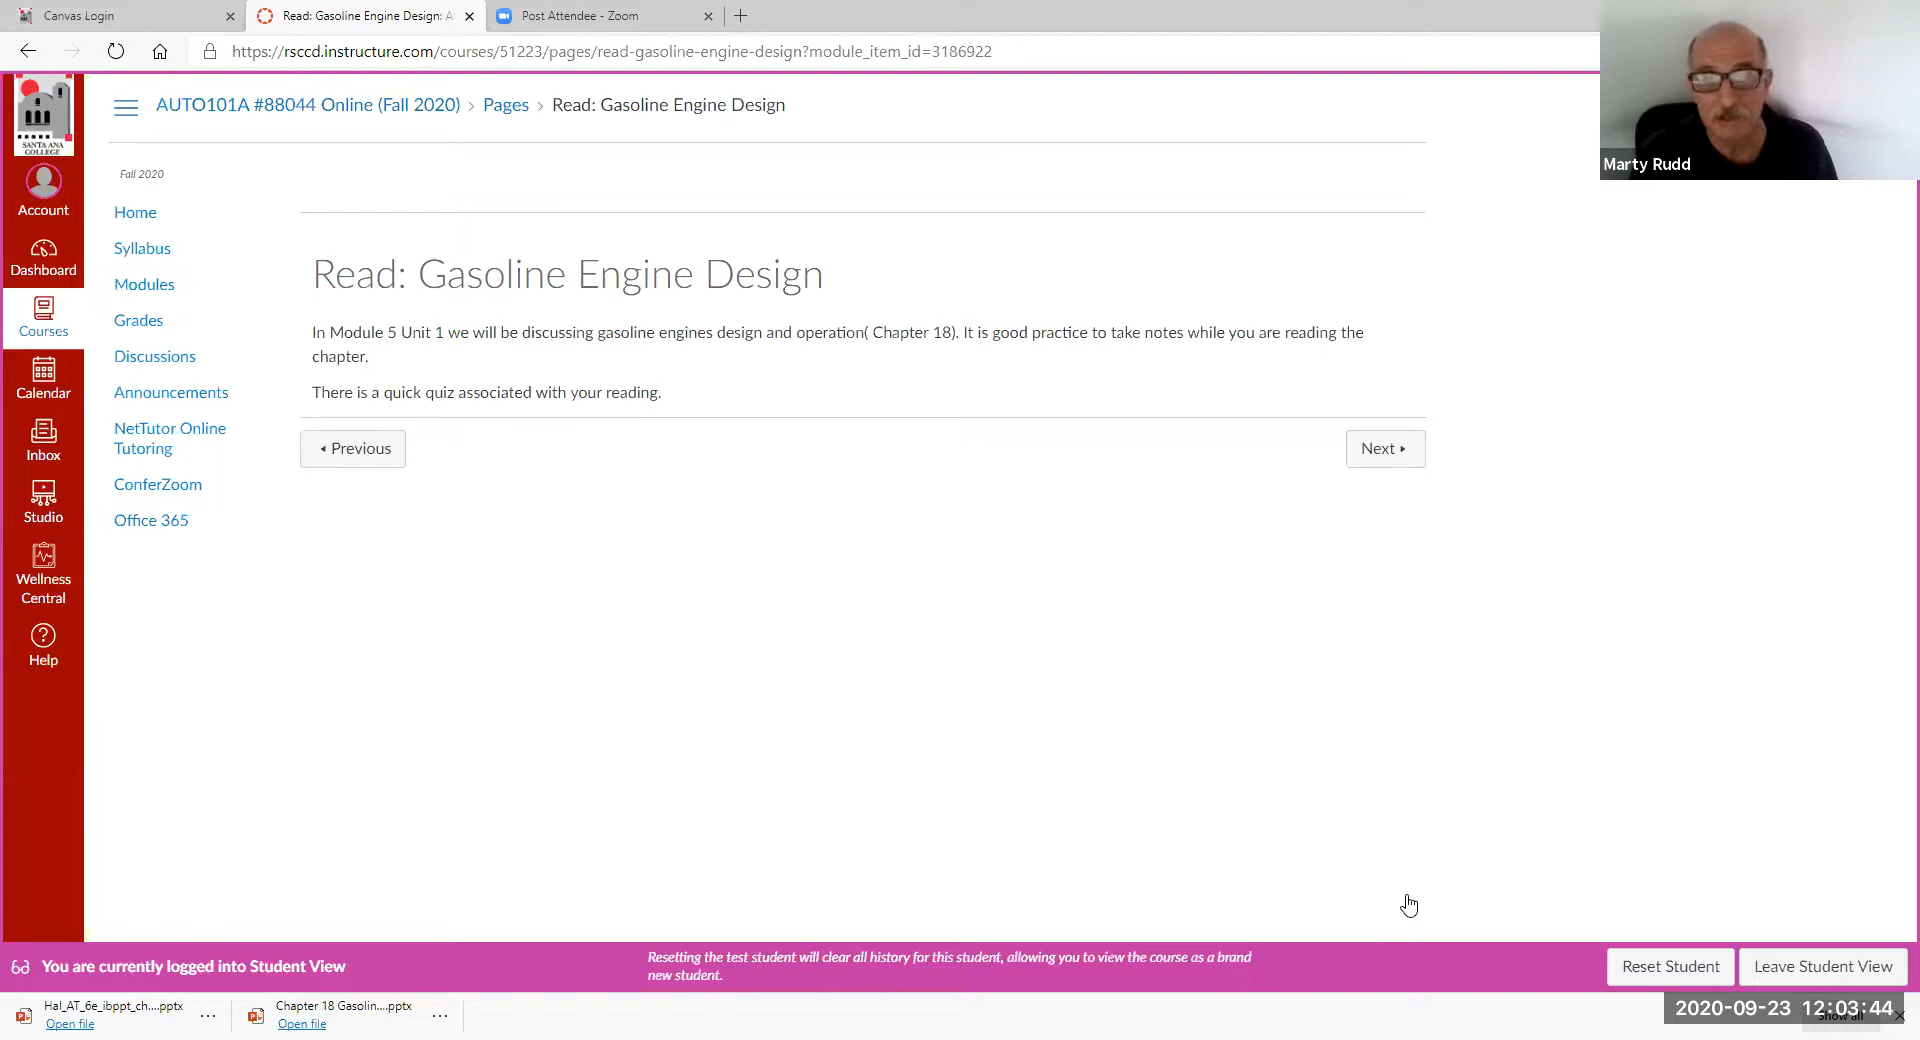 Canvas Login
Read: Gasoline Engine Design: A
Post Attendee - Zoom
https://rsccd.instructure.com/courses/51223/pages/read-gasoline-engine-design?module_item_id=3186922
Marty Rudd
SANTA ANA
COLLEGE
Account
Dashboard
Courses
Calendar
Inbox
Studio
Wellness
Central
Help
AUTO101A #88044 Online (Fall 2020) > Pages > Read: Gasoline Engine Design
Fall 2020
Home
Syllabus
Modules
Grades
Discussions
Announcements
NetTutor Online
Tutoring
ConferZoom
Office 365
Read: Gasoline Engine Design
In Module 5 Unit 1 we will be discussing gasoline engines design and operation( Chapter 18). It is good practice to take notes while you are reading the
chapter.
There is a quick quiz associated with your reading.
Previous
Next
You are currently logged into Student View
Resetting the test student will clear all history for this student, allowing you to view the course as a brand
new student.
Reset Student
Leave Student View
Hal_AT_6e_ibppt_ch....pptx
Open file
Chapter 18 Gasolin....pptx
Open file
2020-09-23 12:03:44
Show all